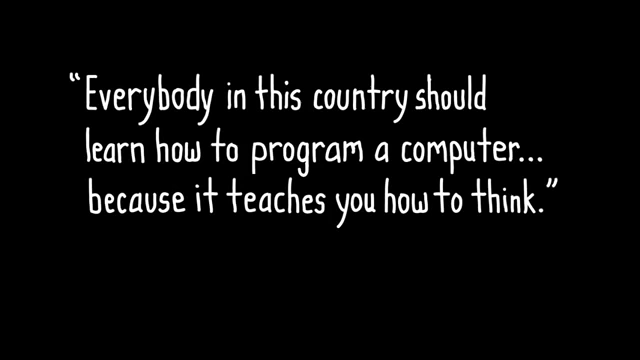 “Everybody in this country should
learn how to program a computer...
because it teaches you how to think.”